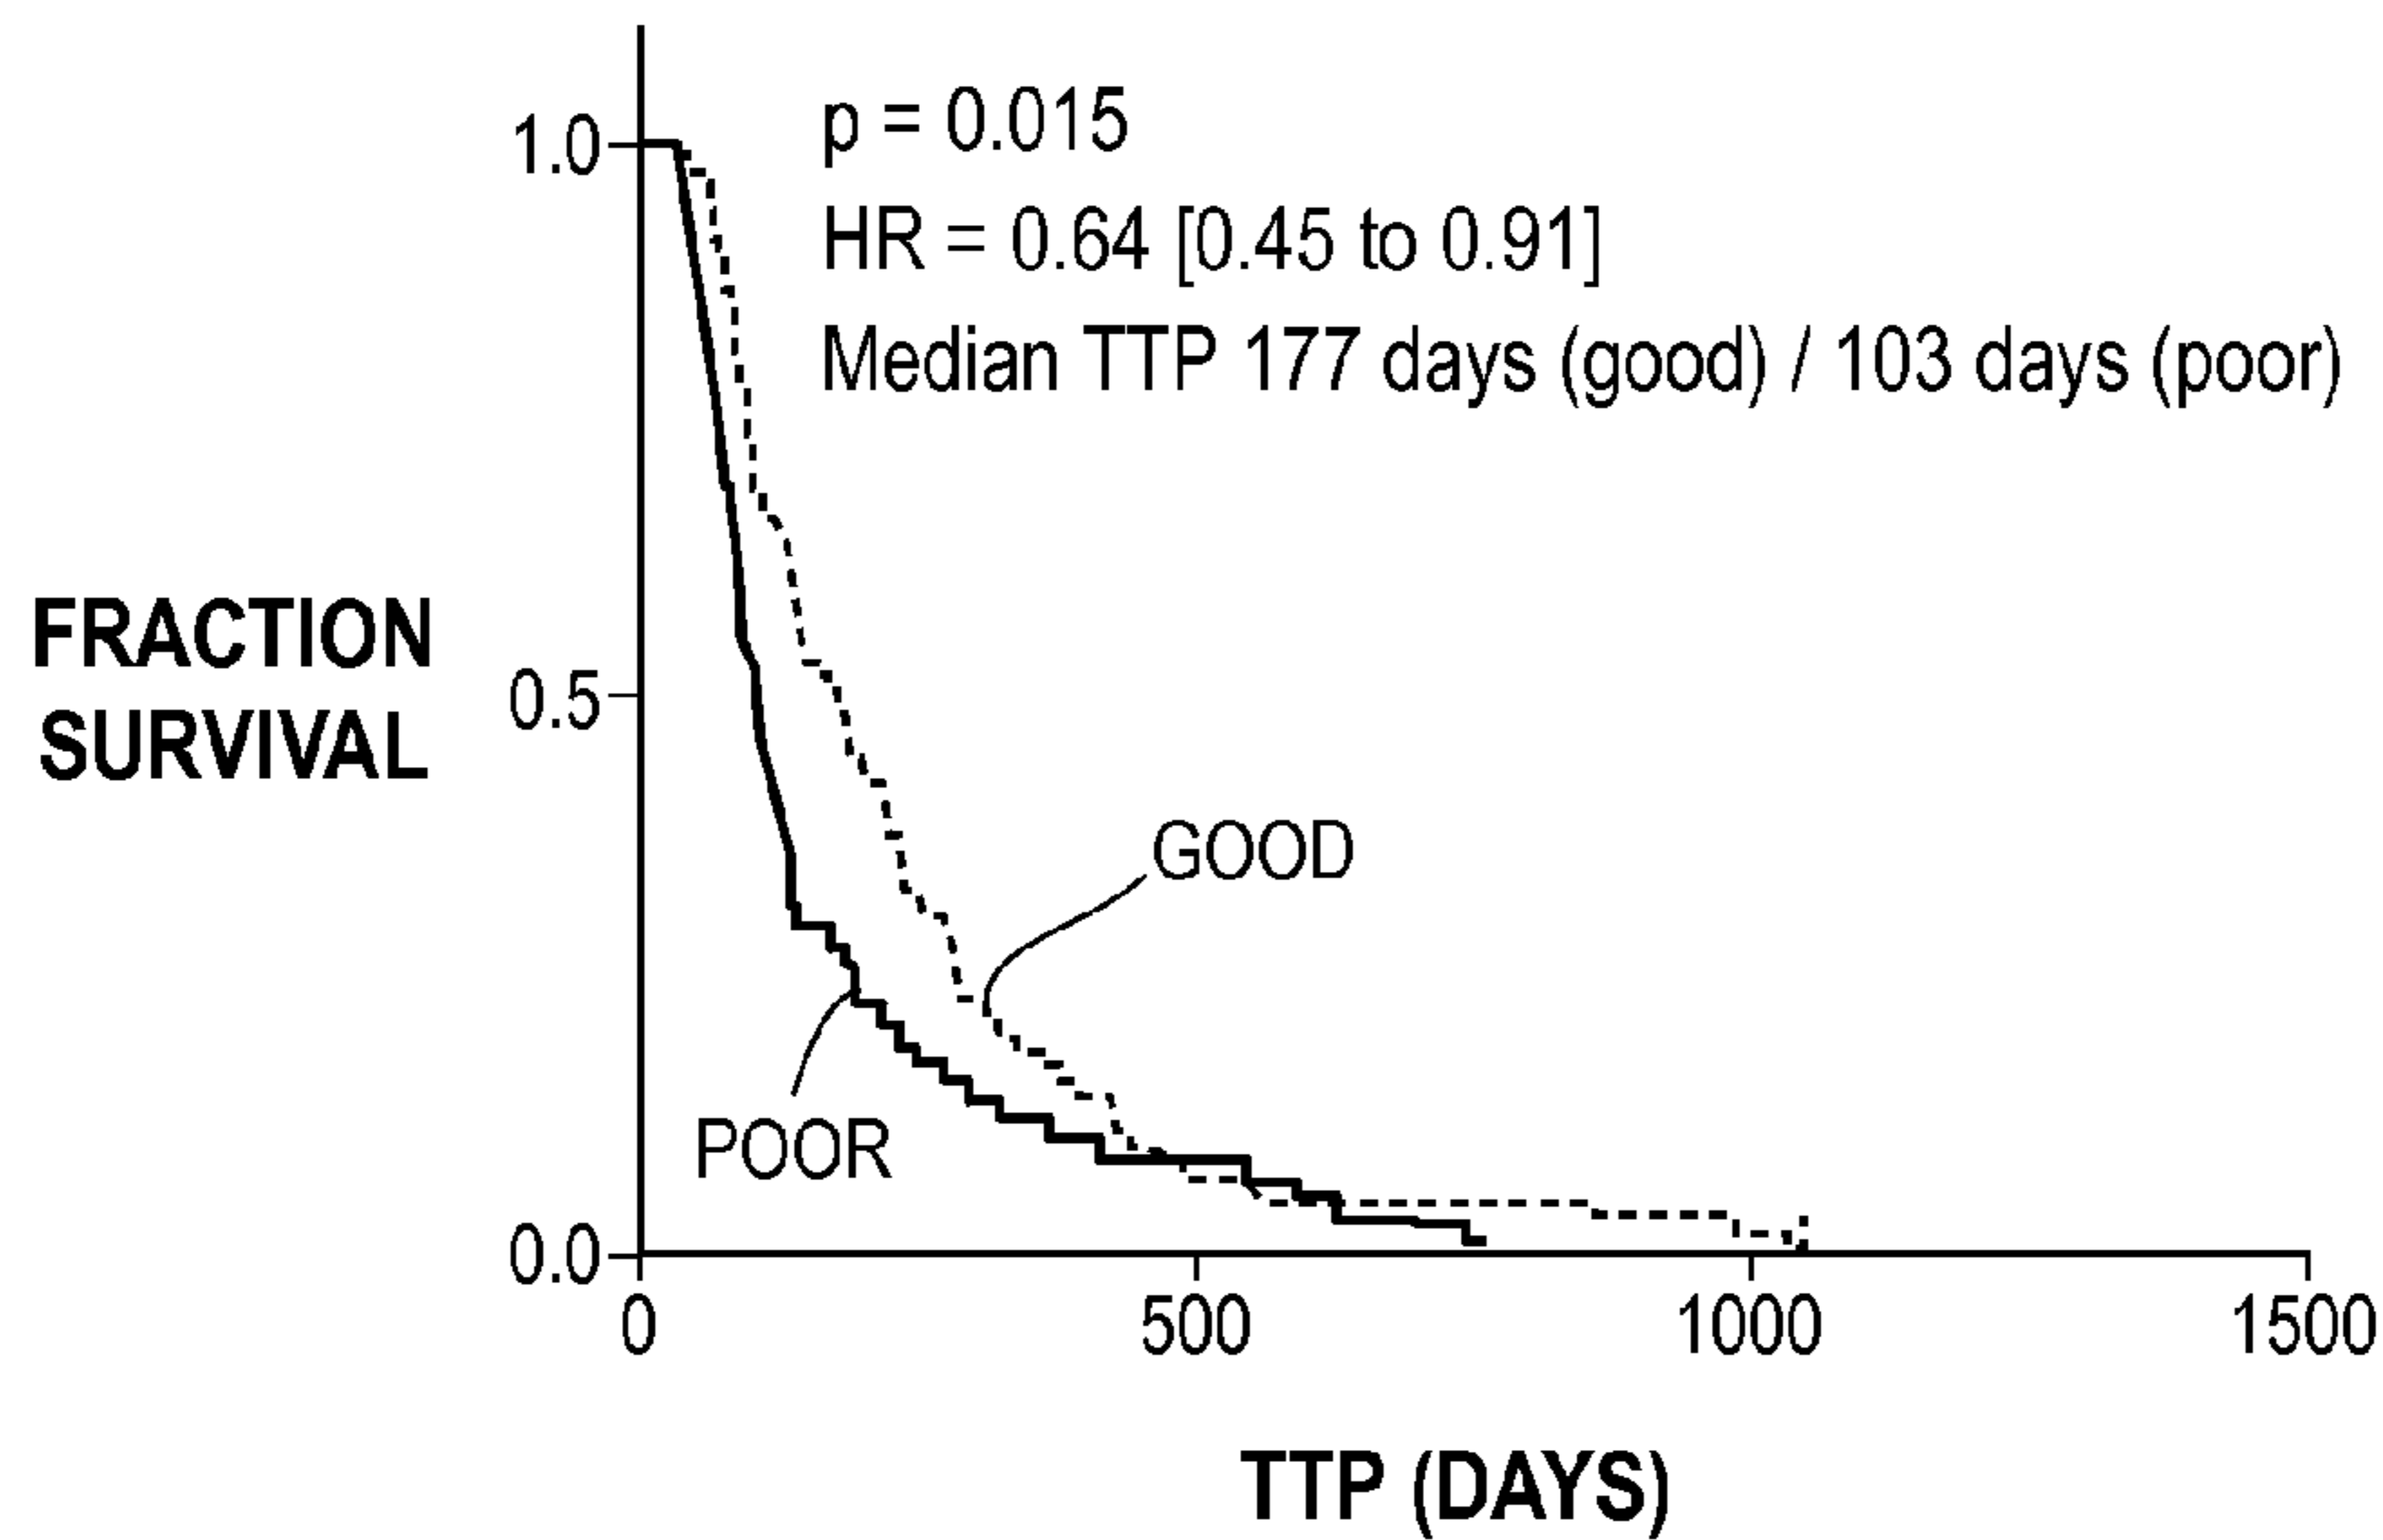 p = 0.015
HR = 0.64 [0.45 to 0.91]
Median TTP 177 days (good) / 103 days (poor)
1.0
FRACTION
SURVIVAL
0.5
GOOD
POOR
0.0
0
500
1000
1500
TTP (DAYS)